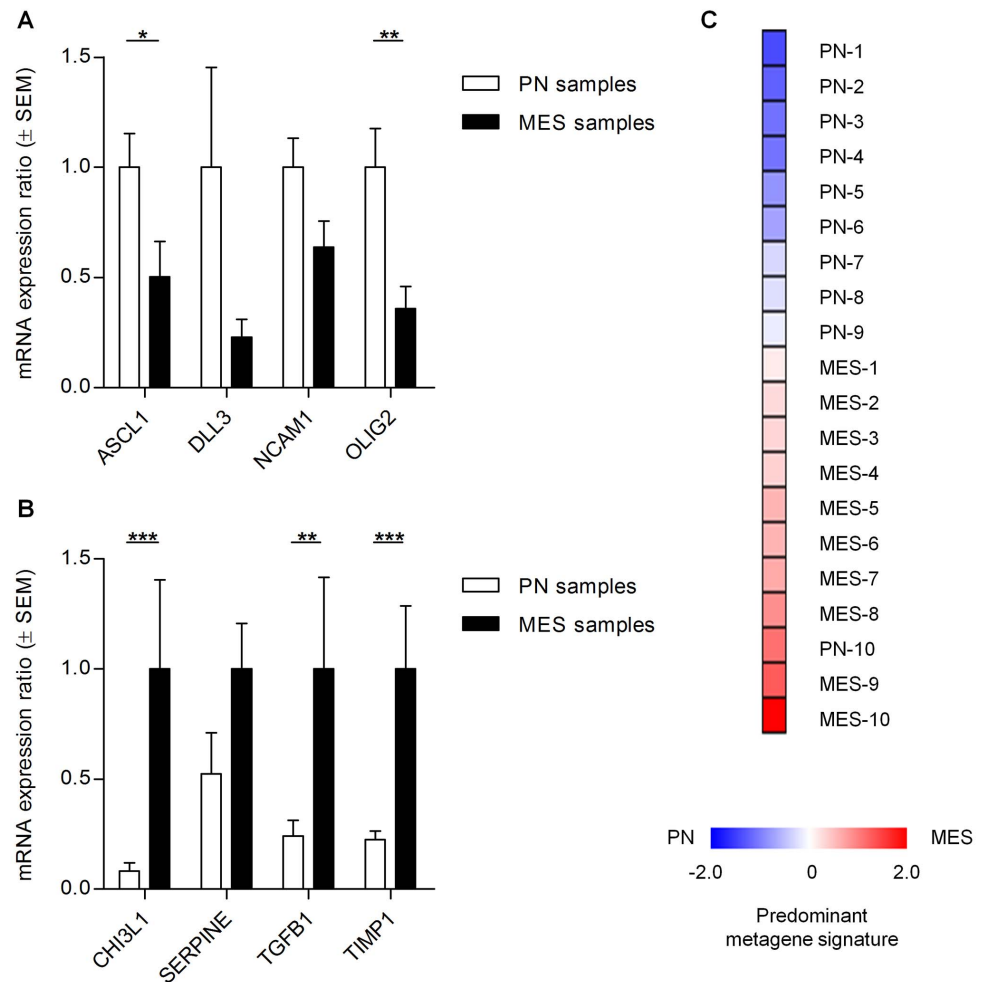 A
* **
1.5
1.0
0.5
0.0
mRNA expression ratio (± SEM)
ASCL1
DLL3
NCAM1
OLIG2
PN samples
MES samples
B
*** ** ***
1.5
1.0
0.5
0.0
mRNA expression ratio (± SEM)
CHI3L1
SERPINE
TGFB1
TIMP1
PN samples
MES samples
C
PN-1
PN-2
PN-3
PN-4
PN-5
PN-6
PN-7
PN-8
PN-9
MES-1
MES-2
MES-3
MES-4
MES-5
MES-6
MES-7
MES-8
PN-10
MES-9
MES-10
PN MES
-2.0 0 2.0
Predominant
metagene signature